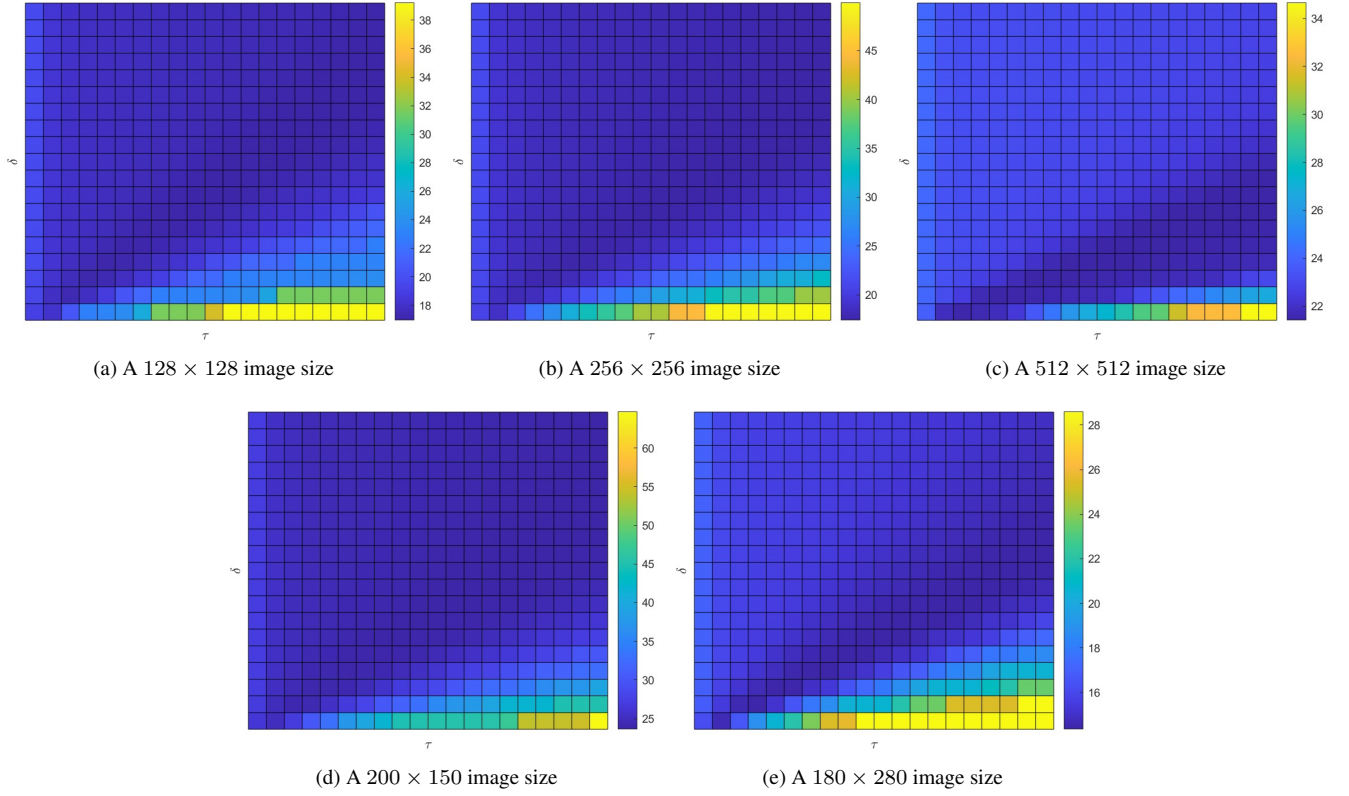 38
36
34
32
30
28
26
24
22
20
18
δ
τ
(a) A 128 × 128 image size
45
40
35
30
25
20
δ
τ
(b) A 256 × 256 image size
34
32
30
28
26
24
22
δ
τ
(c) A 512 × 512 image size
60
55
50
45
40
35
30
25
δ
τ
(d) A 200 × 150 image size
28
26
24
22
20
18
16
δ
τ
(e) A 180 × 280 image size